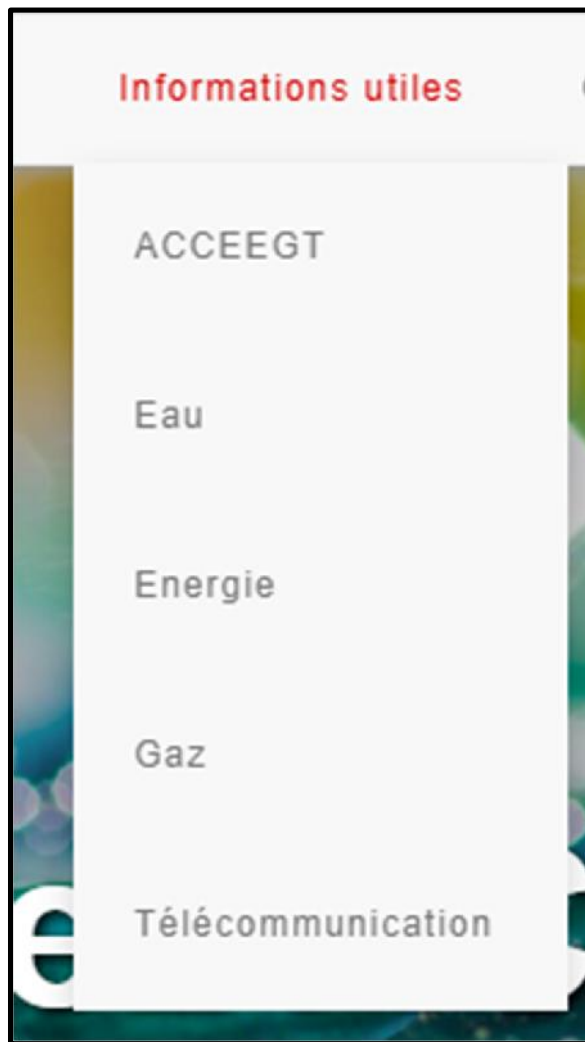 Informations utiles
ACCEEGT
Eau
Energie
Gaz
Télécommunication